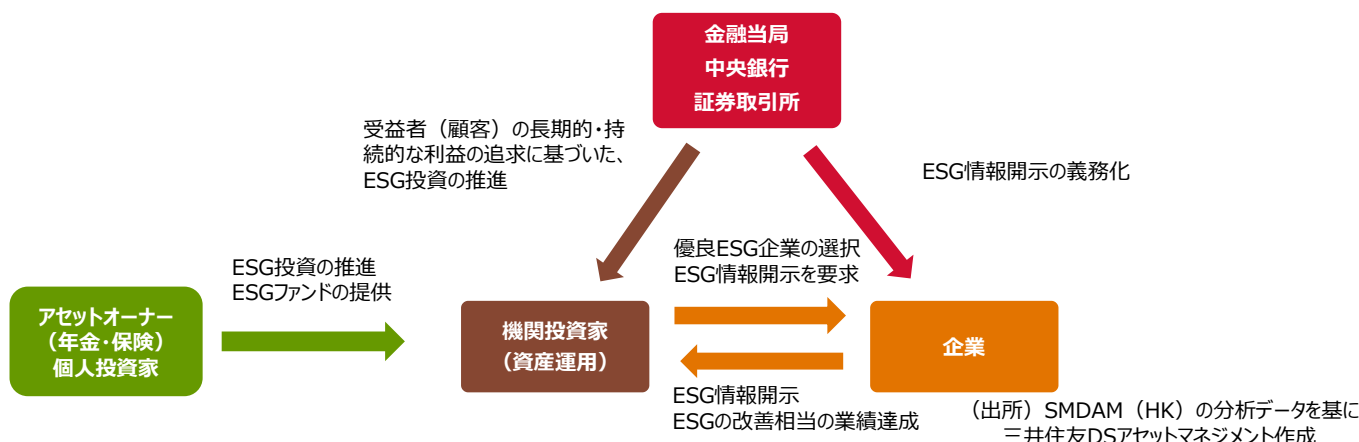 金融当局
中央銀行
証券取引所
受益者（顧客）の長期的・持
続的な利益の追求に基づいた、
ESG投資の推進
ESG情報開示の義務化
優良ESG企業の選択
ESG情報開示を要求
ESG投資の推進
ESGファンドの提供
アセットオーナー
（年金・保険）
個人投資家
機関投資家
（資産運用）
企業
ESG情報開示
ESGの改善相当の業績達成
（出所）SMDAM（HK）の分析データを基に
三井住友DSアセットマネジメント作成